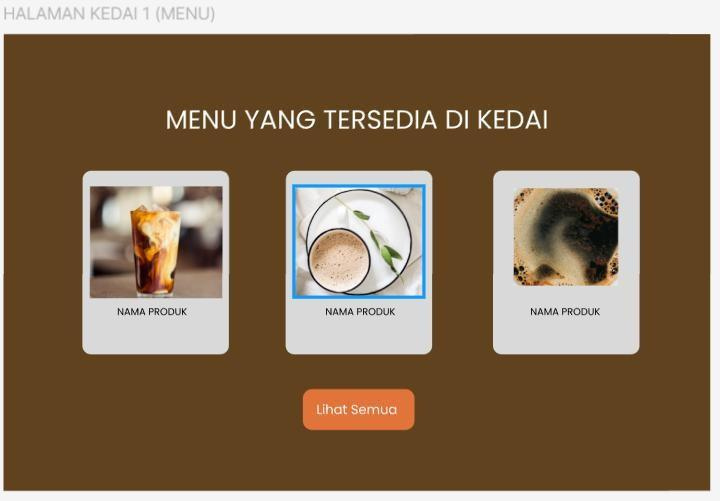 HALAMAN KEDAI 1 (MENU)
MENU YANG TERSEDIA DI KEDAI
NAMA PRODUK
NAMA PRODUK
NAMA PRODUK
Lihat Semua